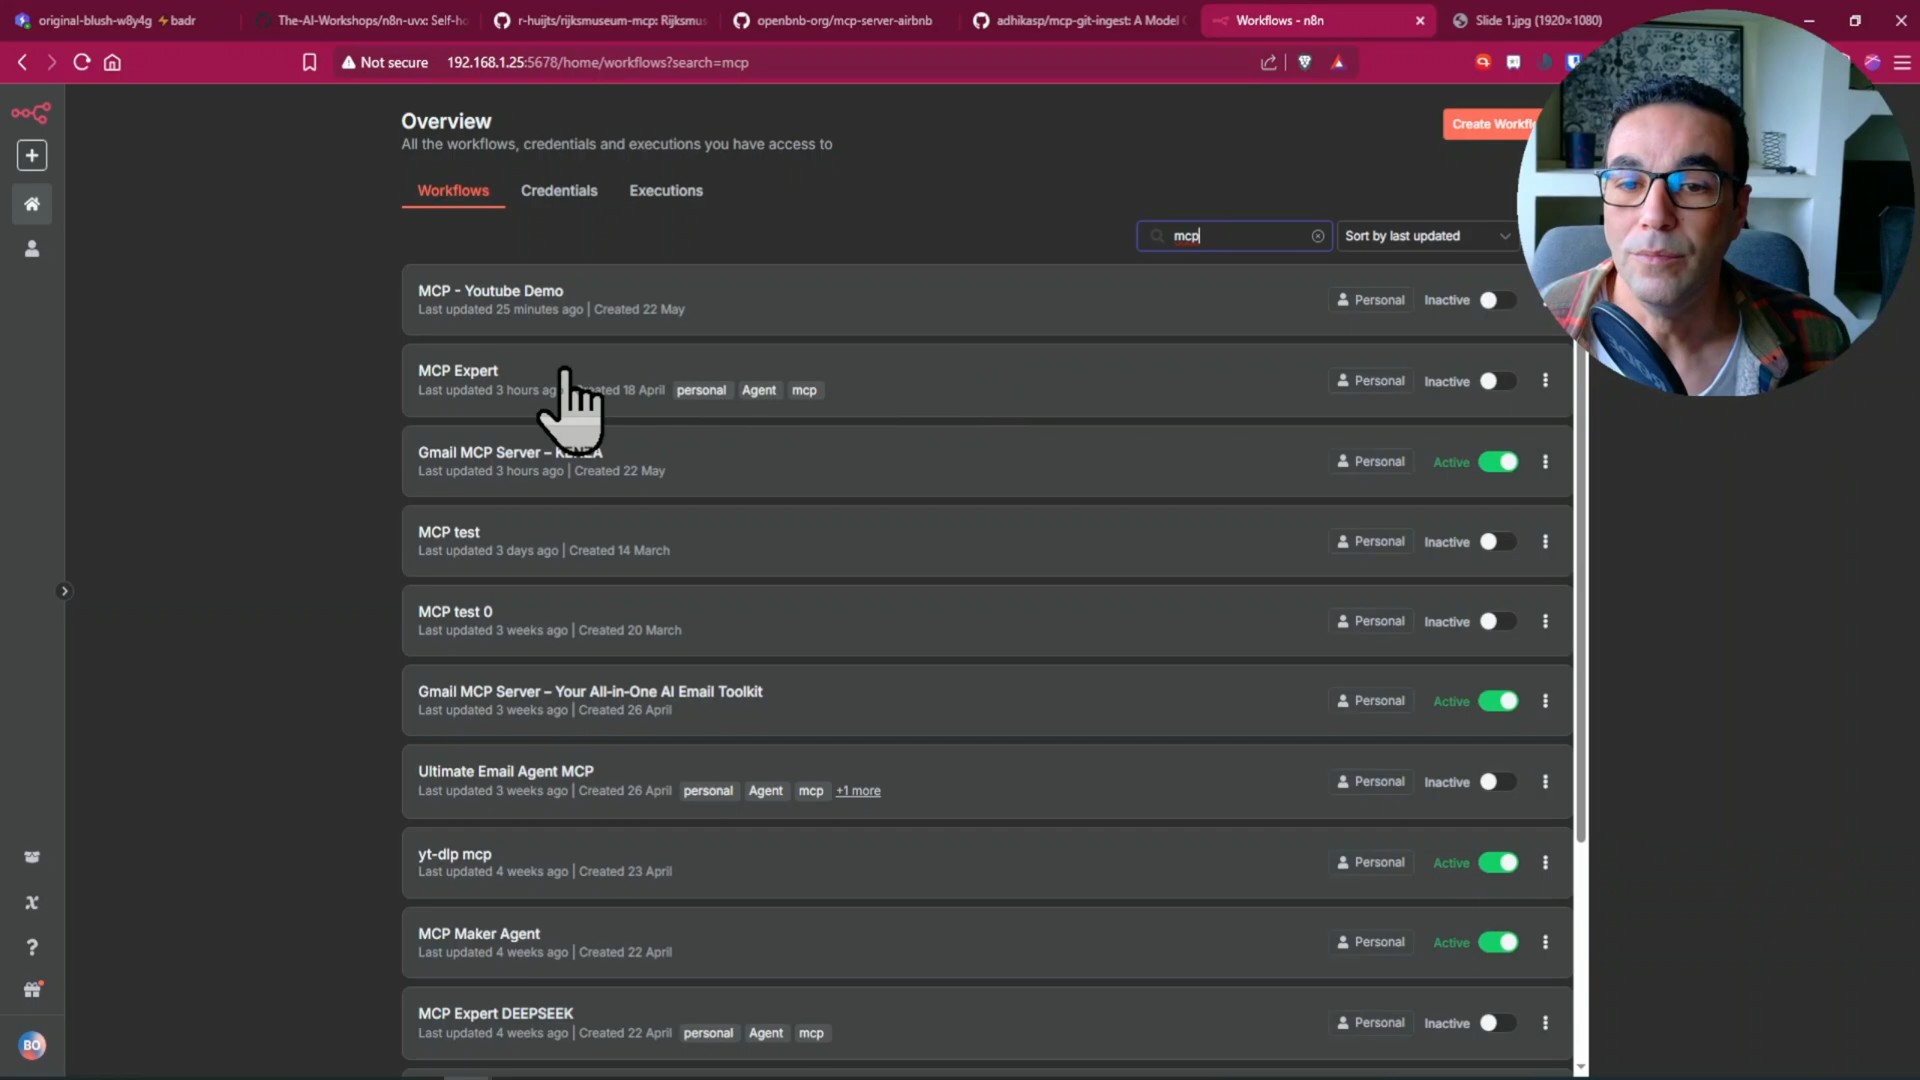 original-blush-w8y4g ⚡badr
The-AI-Workshops/n8n-uvx: Self-ho
r-huijts/rijksmuseum-mcp: Rijksmus
openbnb-org/mcp-server-airbnb
adhikasp/mcp-git-ingest: A Model
Workflows - n8n
Slide 1.jpg (1920×1080)
Not secure 192.168.1.25:5678/home/workflows?search=mcp
Overview
Create Workfl
All the workflows, credentials and executions you have access to
Workflows Credentials Executions
mcp Sort by last updated
MCP - Youtube Demo
Last updated 25 minutes ago | Created 22 May
Personal Inactive
MCP Expert
Last updated 3 hours ag Created 18 April personal Agent mcp
Personal Inactive
Gmail MCP Server –
Last updated 3 hours ago | Created 22 May
Personal Active
MCP test
Last updated 3 days ago | Created 14 March
Personal Inactive
MCP test 0
Last updated 3 weeks ago | Created 20 March
Personal Inactive
Gmail MCP Server – Your All-in-One AI Email Toolkit
Last updated 3 weeks ago | Created 26 April
Personal Active
Ultimate Email Agent MCP
Last updated 3 weeks ago | Created 26 April personal Agent mcp +1 more
Personal Inactive
yt-dlp mcp
Last updated 4 weeks ago | Created 23 April
Personal Active
MCP Maker Agent
Last updated 4 weeks ago | Created 22 April
Personal Active
MCP Expert DEEPSEEK
Last updated 4 weeks ago | Created 22 April personal Agent mcp
Personal Inactive
BO